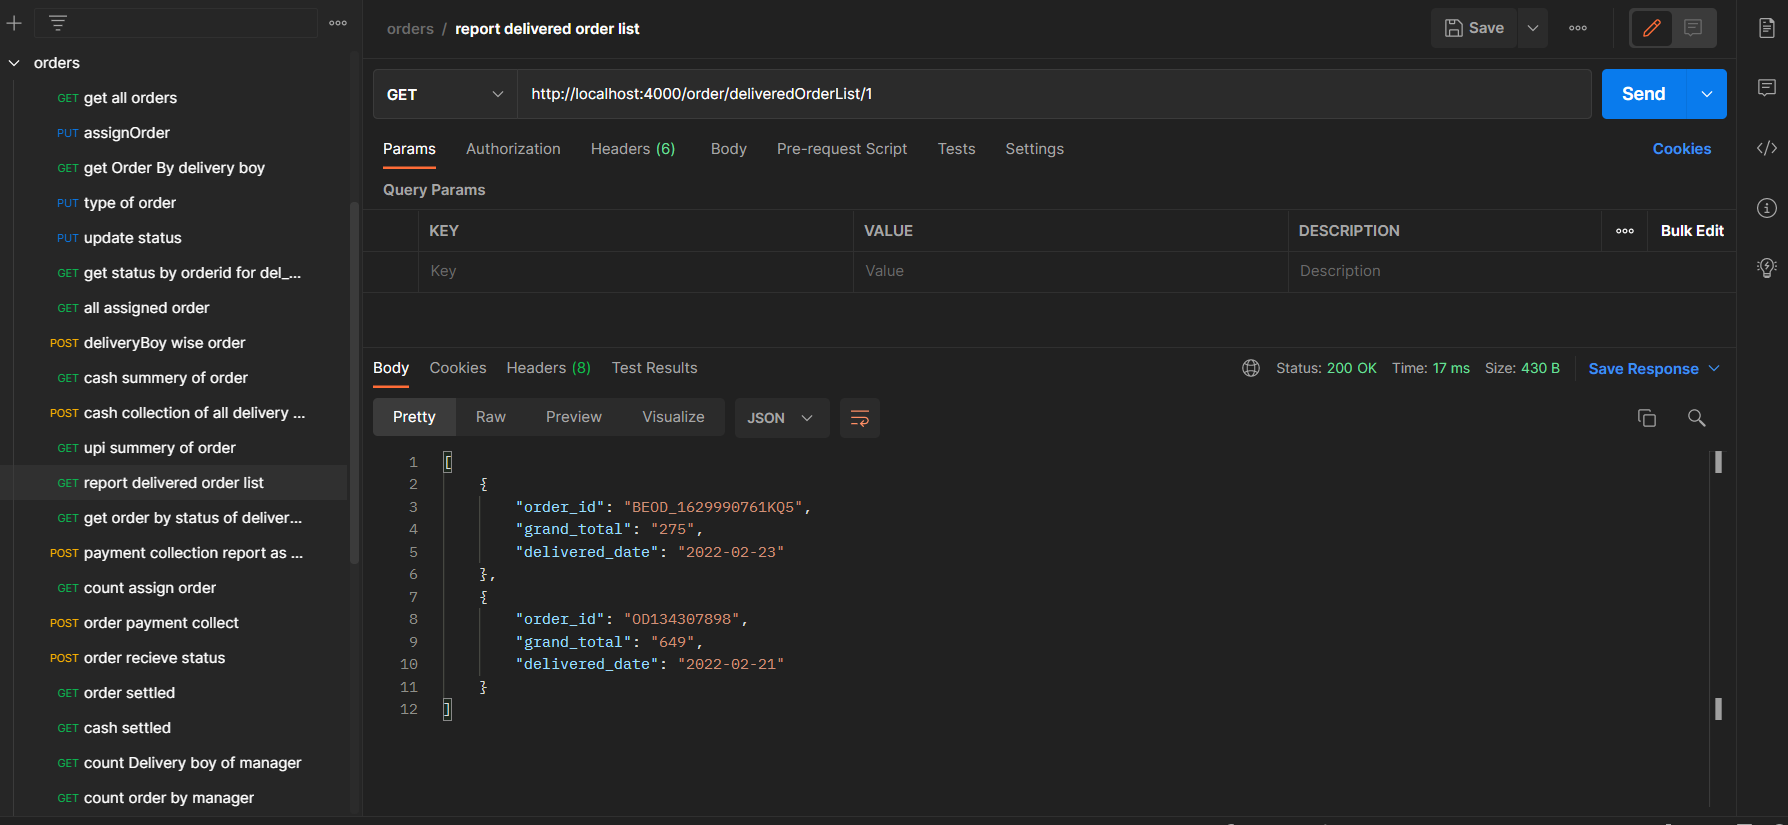 orders
GET get all orders
PUT assignOrder
GET get Order By delivery boy
PUT type of order
PUT update status
GET get status by orderid for del_...
GET all assigned order
POST deliveryBoy wise order
GET cash summery of order
POST cash collection of all delivery ...
GET upi summery of order
GET report delivered order list
GET get order by status of deliver...
POST payment collection report as ...
GET count assign order
POST order payment collect
POST order recieve status
GET order settled
GET cash settled
GET count Delivery boy of manager
GET count order by manager
orders / report delivered order list
Save
GET http://localhost:4000/order/deliveredOrderList/1 Send
Params Authorization Headers (6) Body Pre-request Script Tests Settings Cookies
Query Params
KEY VALUE DESCRIPTION Bulk Edit
Key Value Description
Body Cookies Headers (8) Test Results Status: 200 OK Time: 17 ms Size: 430 B Save Response
Pretty Raw Preview Visualize JSON
1 [
2 {
3 "order_id": "BEOD_1629990761KQ5",
4 "grand_total": "275",
5 "delivered_date": "2022-02-23"
6 },
7 {
8 "order_id": "OD134307898",
9 "grand_total": "649",
10 "delivered_date": "2022-02-21"
11 }
12 ]